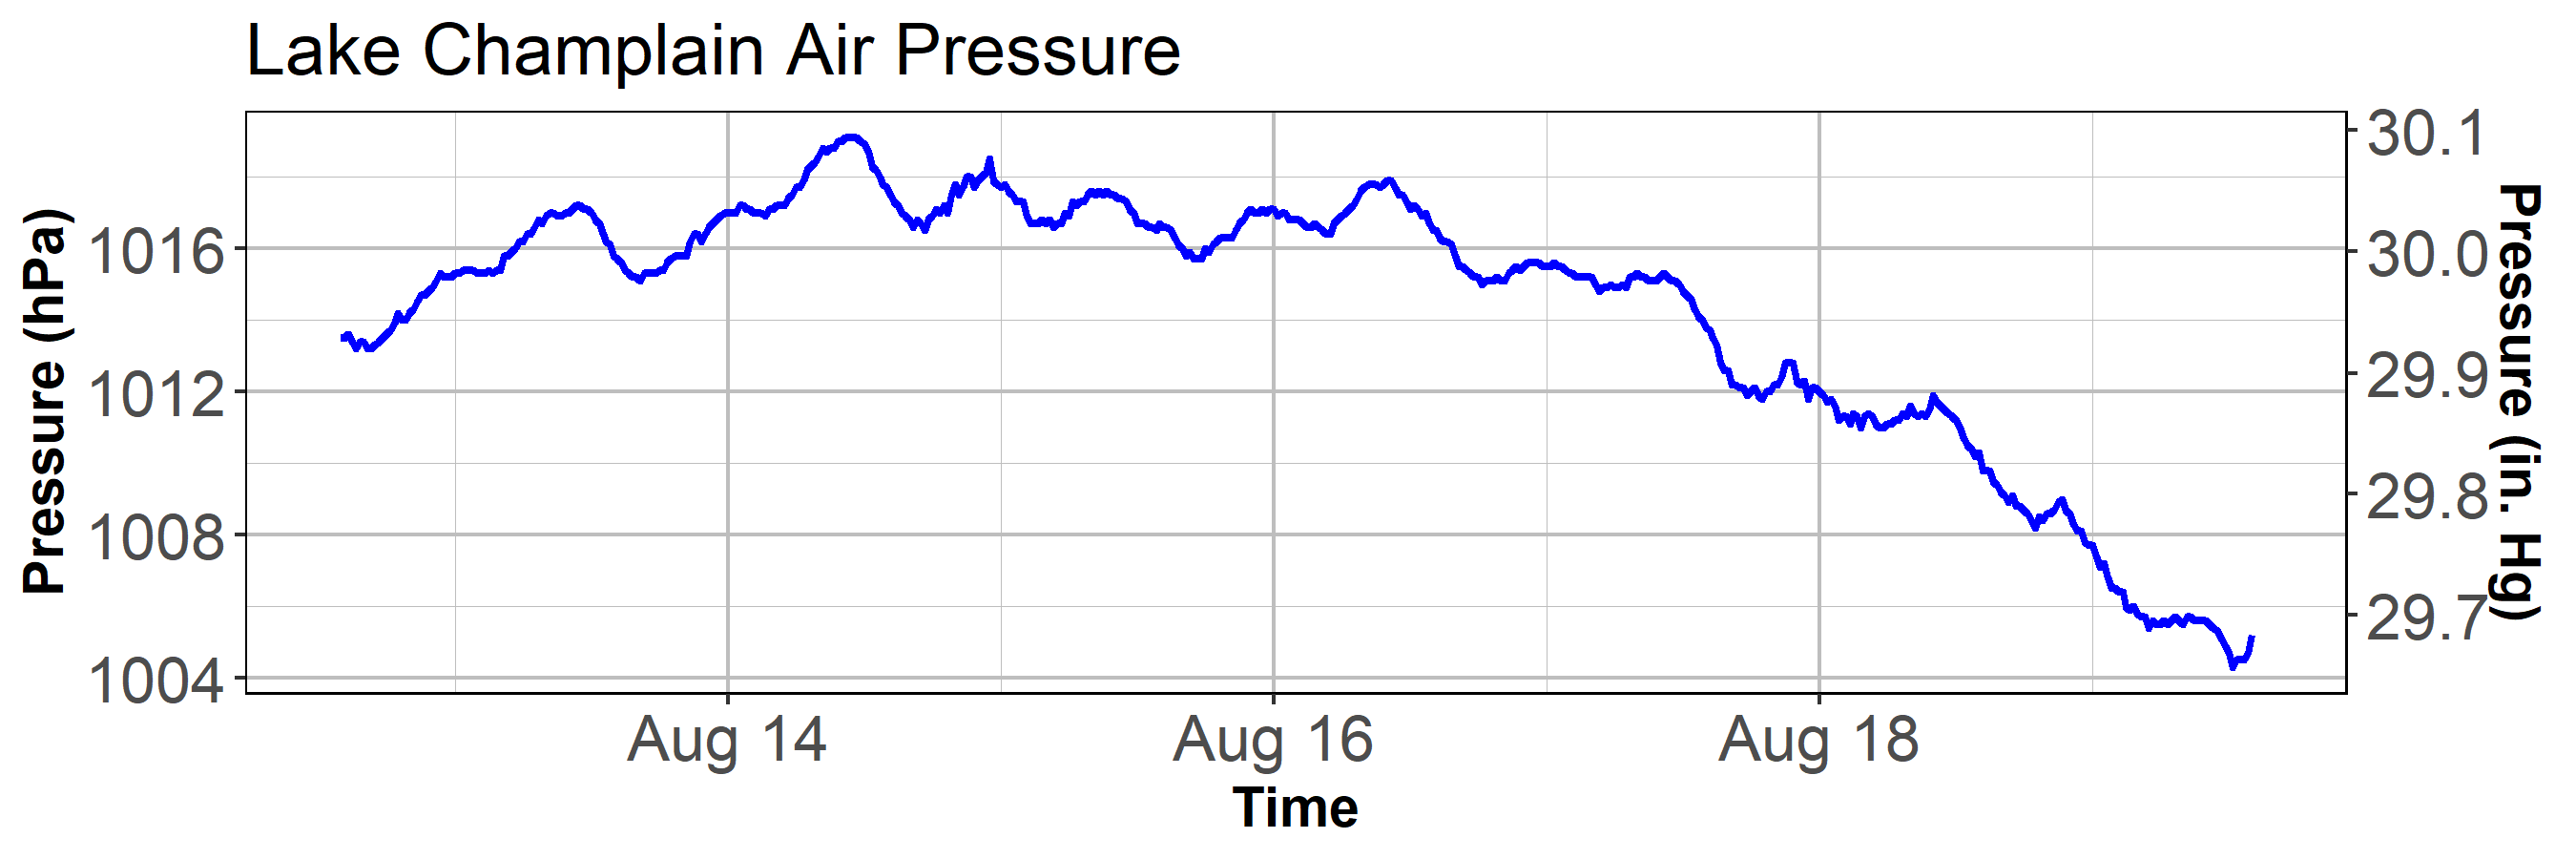 Lake Champlain Air Pressure
Pressure (hPa)
1016
1012
1008
1004
30.1
30.0
29.9
29.8
29.7
Pressure (in. Hg)
Aug 14
Aug 16
Aug 18
Time